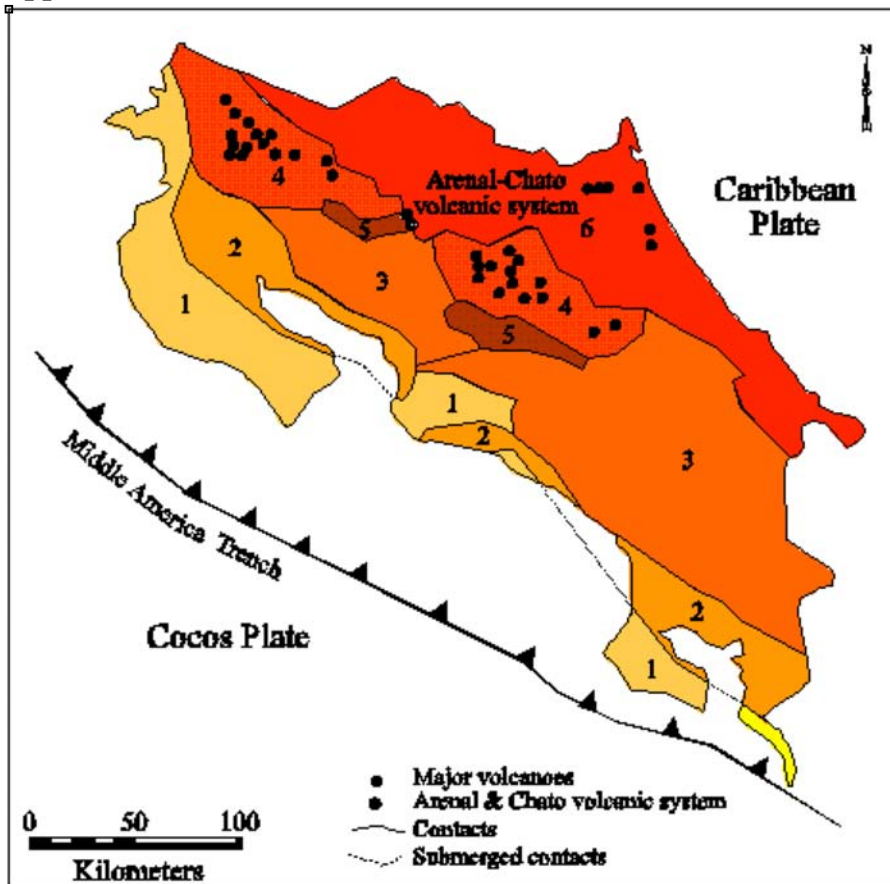 N
4
Arenal-Chato
volcanic system
Caribbean
Plate
5
6
2
3
1
4
5
1
2
3
Middle America Trench
2
Cocos Plate
1
Major volcanoes
Arenal & Chato volcanic system
Contacts
Submerged contacts
0 50 100
Kilometers